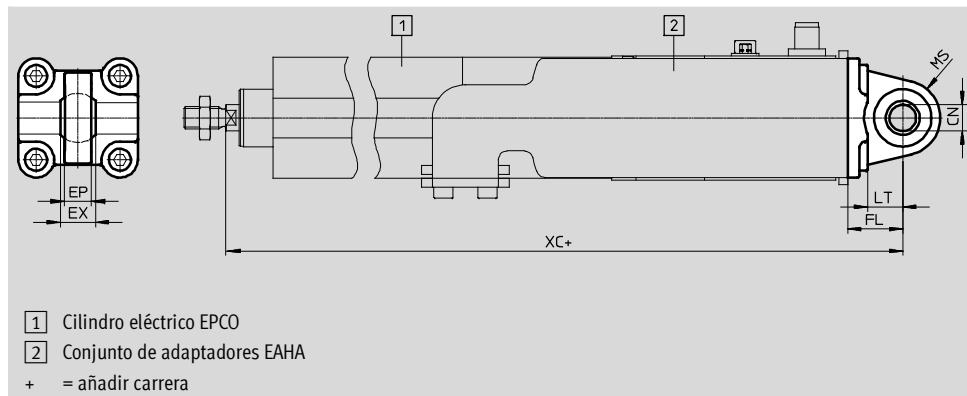 1
2
MS
CN
LT
FL
EP
EX
XC+
1 Cilindro eléctrico EPCO
2 Conjunto de adaptadores EAHA
+ = añadir carrera